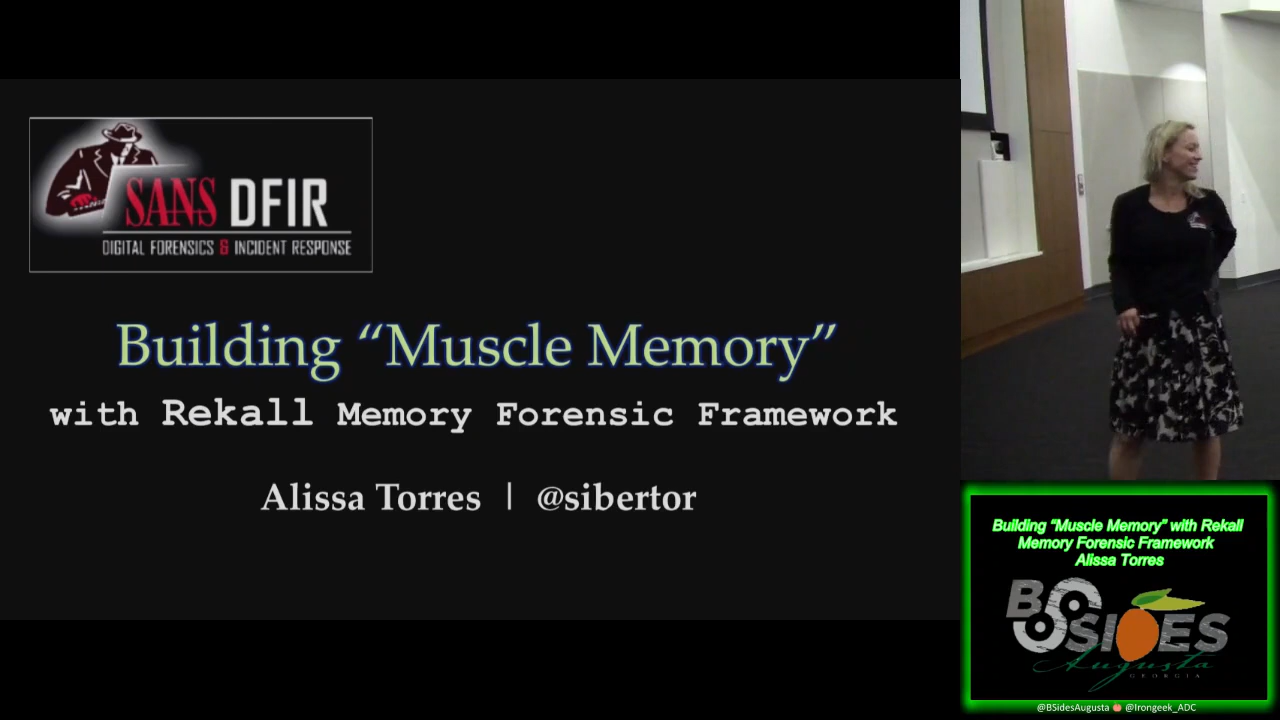 SANS DFIR
DIGITAL FORENSICS & INCIDENT RESPONSE
Building “Muscle Memory”
with Rekall Memory Forensic Framework
Alissa Torres | @sibertor
Building “Muscle Memory” with Rekall
Memory Forensic Framework
Alissa Torres
BSIDES
Augusta
GEORGIA
@BSidesAugusta @Irongeek_ADC